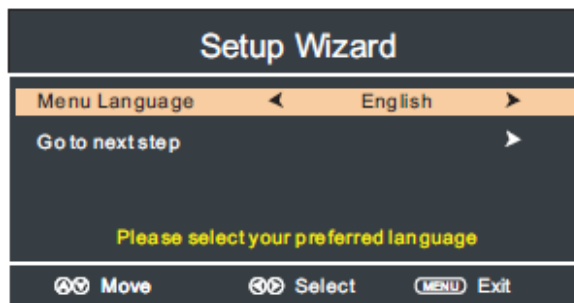 Setup Wizard
Menu Language English
Go to next step
Please select your preferred language
Move Select MENU Exit